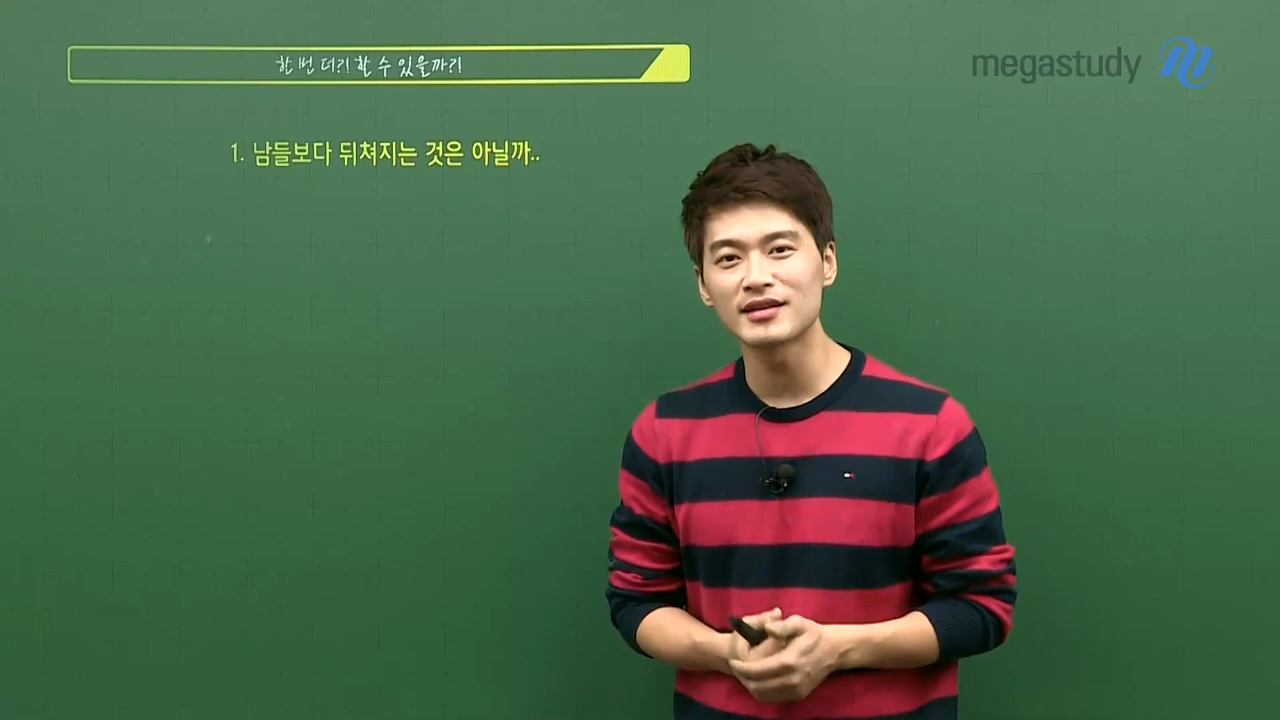 한 번 더?! 할 수 있을까?!
megastudy
1. 남들보다 뒤쳐지는 것은 아닐까..